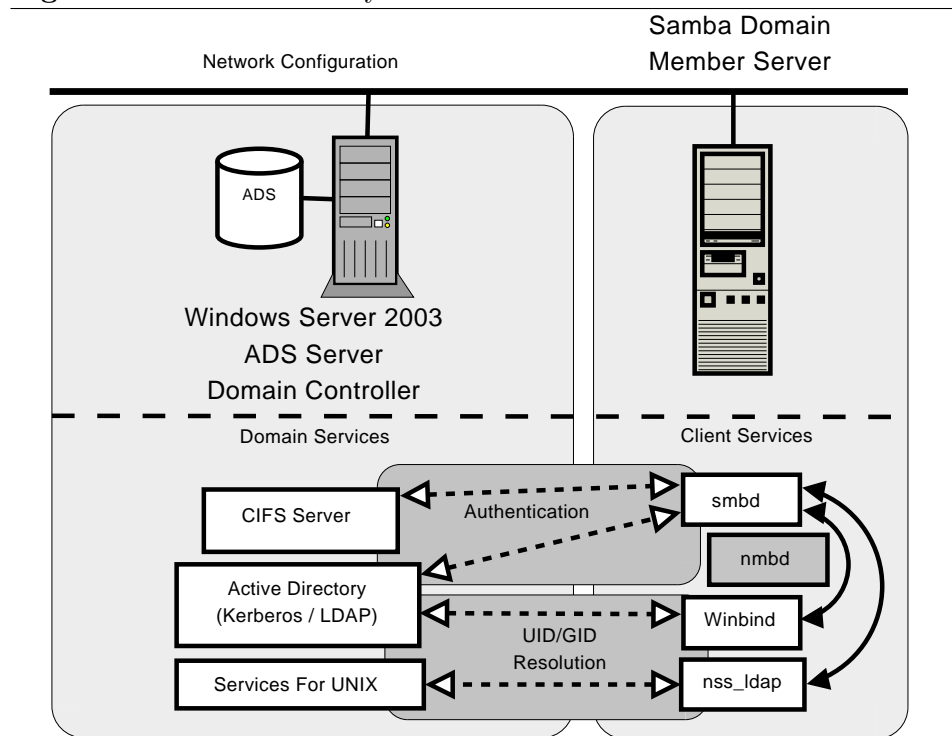 Samba Domain
Member Server
Network Configuration
ADS
Windows Server 2003
ADS Server
Domain Controller
Domain Services
Client Services
CIFS Server
Authentication
smbd
nmbd
Active Directory
(Kerberos / LDAP)
UID/GID
Resolution
Winbind
Services For UNIX
nss_ldap